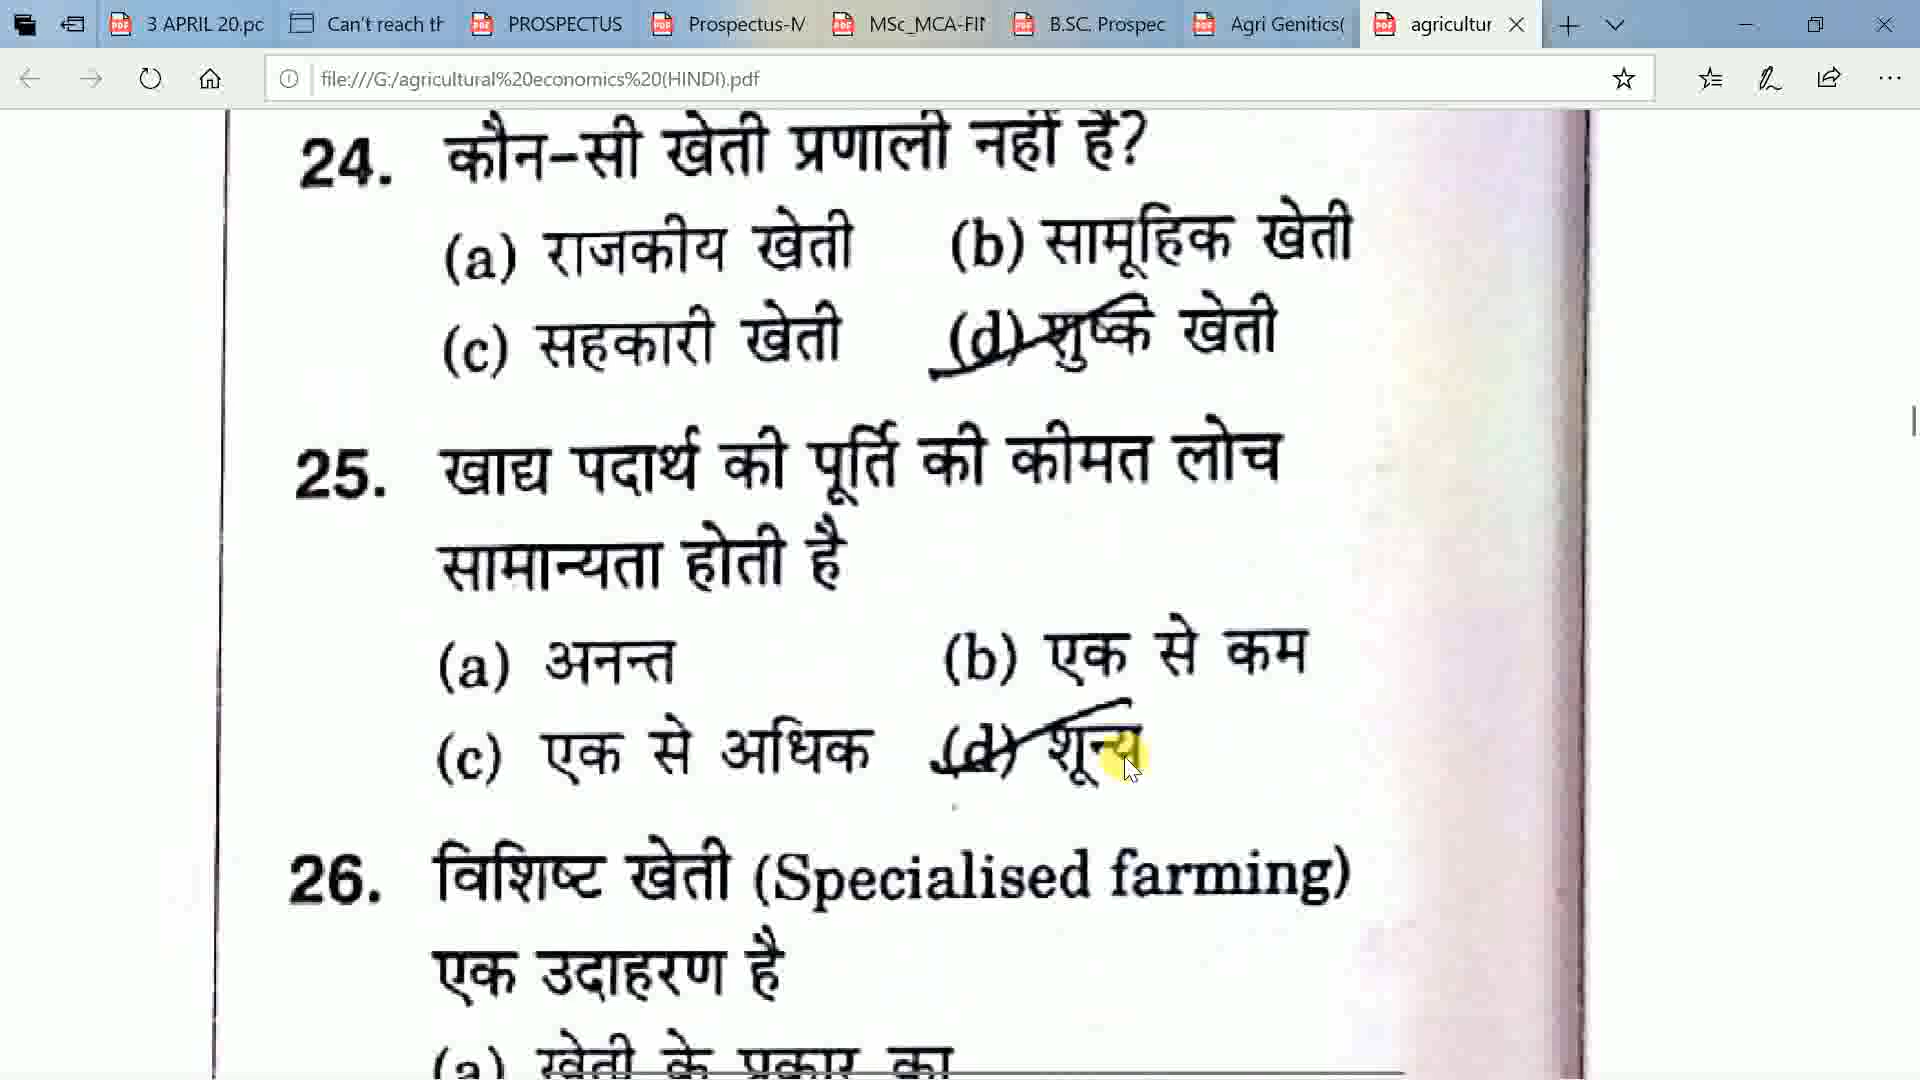 3 APRIL 20.pc
Can't reach th
PROSPECTUS
Prospectus-M
MSc_MCA-FIN
B.SC. Prospec
Agri Genitics(
agricultur
file:///G:/agricultural%20economics%20(HINDI).pdf
24. कौन-सी खेती प्रणाली नहीं है?
(a) राजकीय खेती (b) सामूहिक खेती
(c) सहकारी खेती (d) शुष्क खेती
25. खाद्य पदार्थ की पूर्ति की कीमत लोच
सामान्यता होती है
(a) अनन्त (b) एक से कम
(c) एक से अधिक (d) शून्य
26. विशिष्ट खेती (Specialised farming)
एक उदाहरण है
(a) खेती के प्रकार का